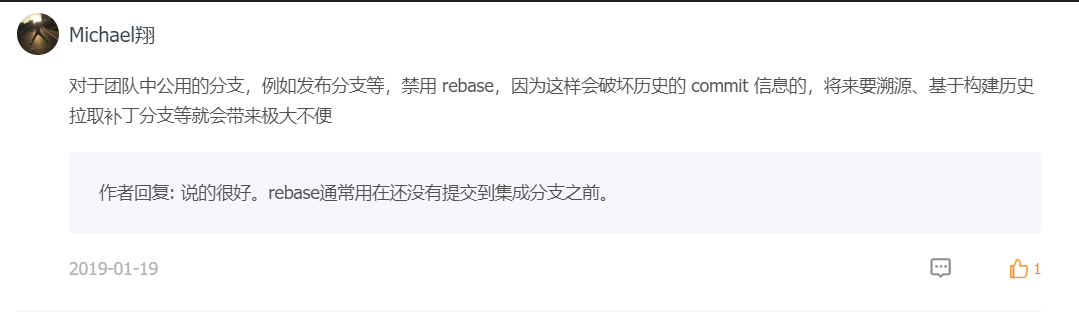 Michael翔
对于团队中公用的分支，例如发布分支等，禁用 rebase，因为这样会破坏历史的 commit 信息的，将来要溯源、基于构建历史
拉取补丁分支等就会带来极大不便
作者回复: 说的很好。rebase通常用在还没有提交到集成分支之前。
2019-01-19
1